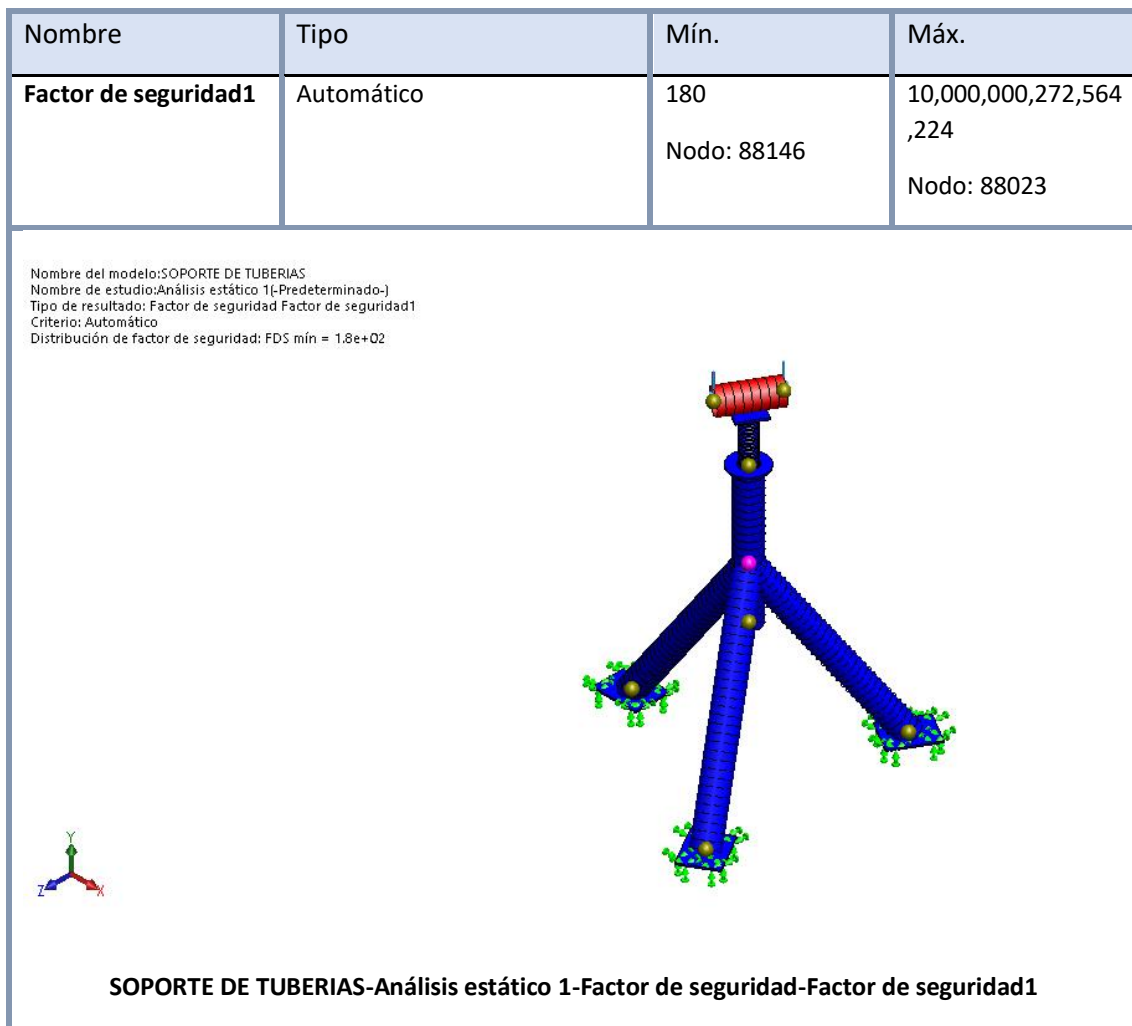 Nombre Tipo Mín. Máx.
Factor de seguridad1 Automático 180 10,000,000,272,564
,224
Nodo: 88146
Nodo: 88023
Nombre del modelo:SOPORTE DE TUBERIAS
Nombre de estudio:Análisis estático 1(-Predeterminado-)
Tipo de resultado: Factor de seguridad Factor de seguridad1
Criterio: Automático
Distribución de factor de seguridad: FDS mín = 1.8e+02
Y
Z
X
SOPORTE DE TUBERIAS-Análisis estático 1-Factor de seguridad-Factor de seguridad1